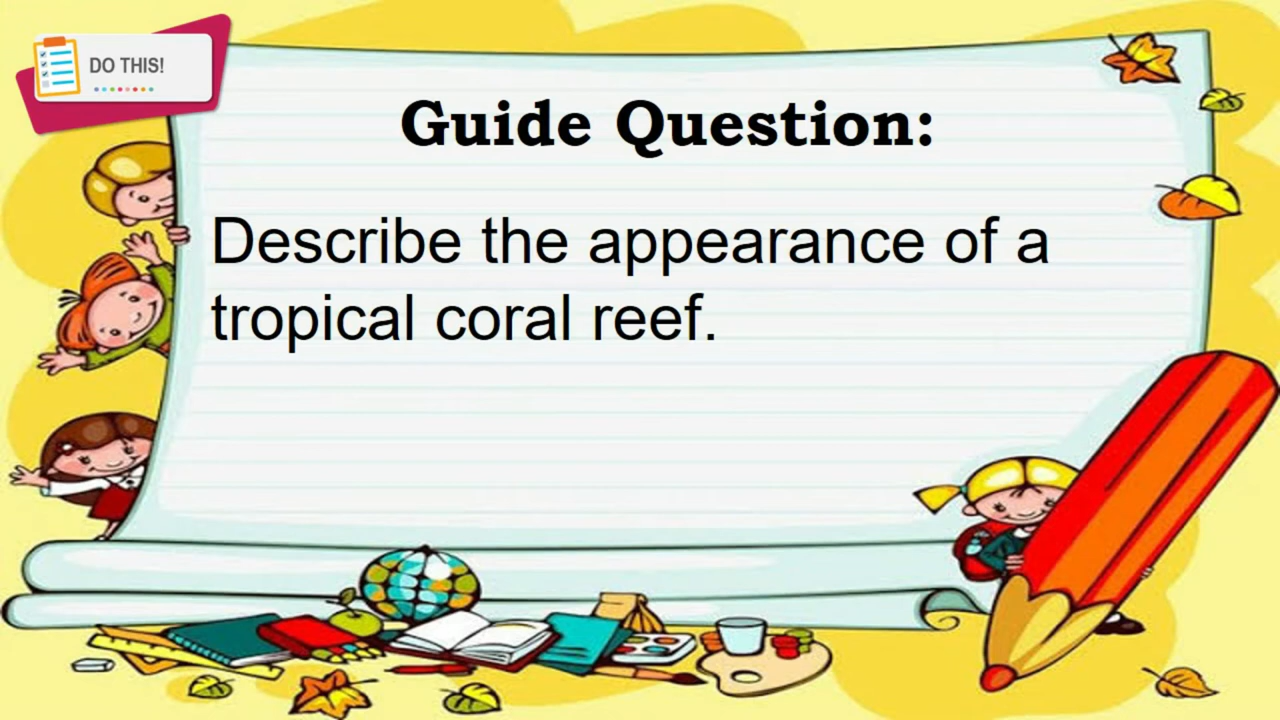 DO THIS!
Guide Question:
Describe the appearance of a
tropical coral reef.